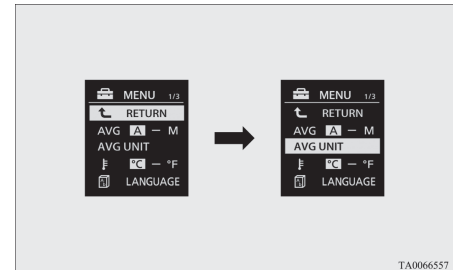 MENU 1/3
RETURN
AVG A – M
AVG UNIT
°C – °F
LANGUAGE
MENU 1/3
RETURN
AVG A – M
AVG UNIT
°C – °F
LANGUAGE
TA0066557